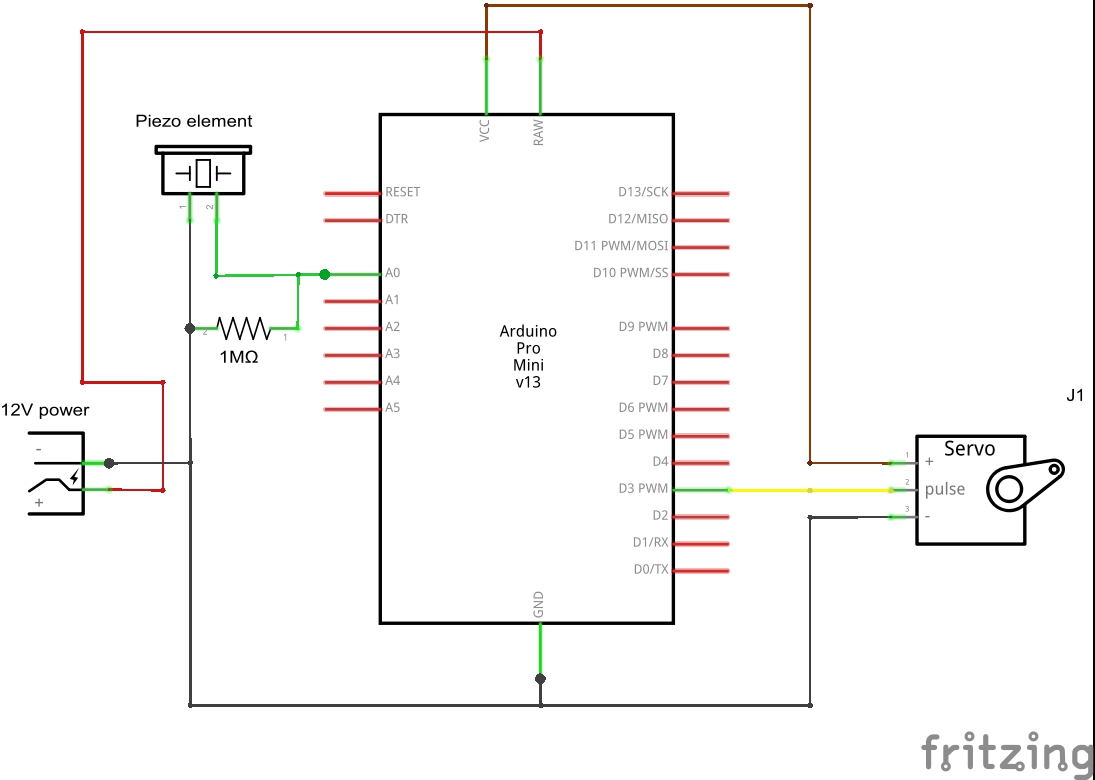 VCC
RAW
Piezo element
1
2
RESET
DTR
A0
A1
A2
A3
A4
A5
D13/SCK
D12/MISO
D11 PWM/MOSI
D10 PWM/SS
D9 PWM
D8
D7
D6 PWM
D5 PWM
D4
D3 PWM
D2
D1/RX
D0/TX
Arduino
Pro
Mini
v13
2
1
1MΩ
12V power
-
+
J1
Servo
1
+
2
pulse
3
-
GND
fritzing